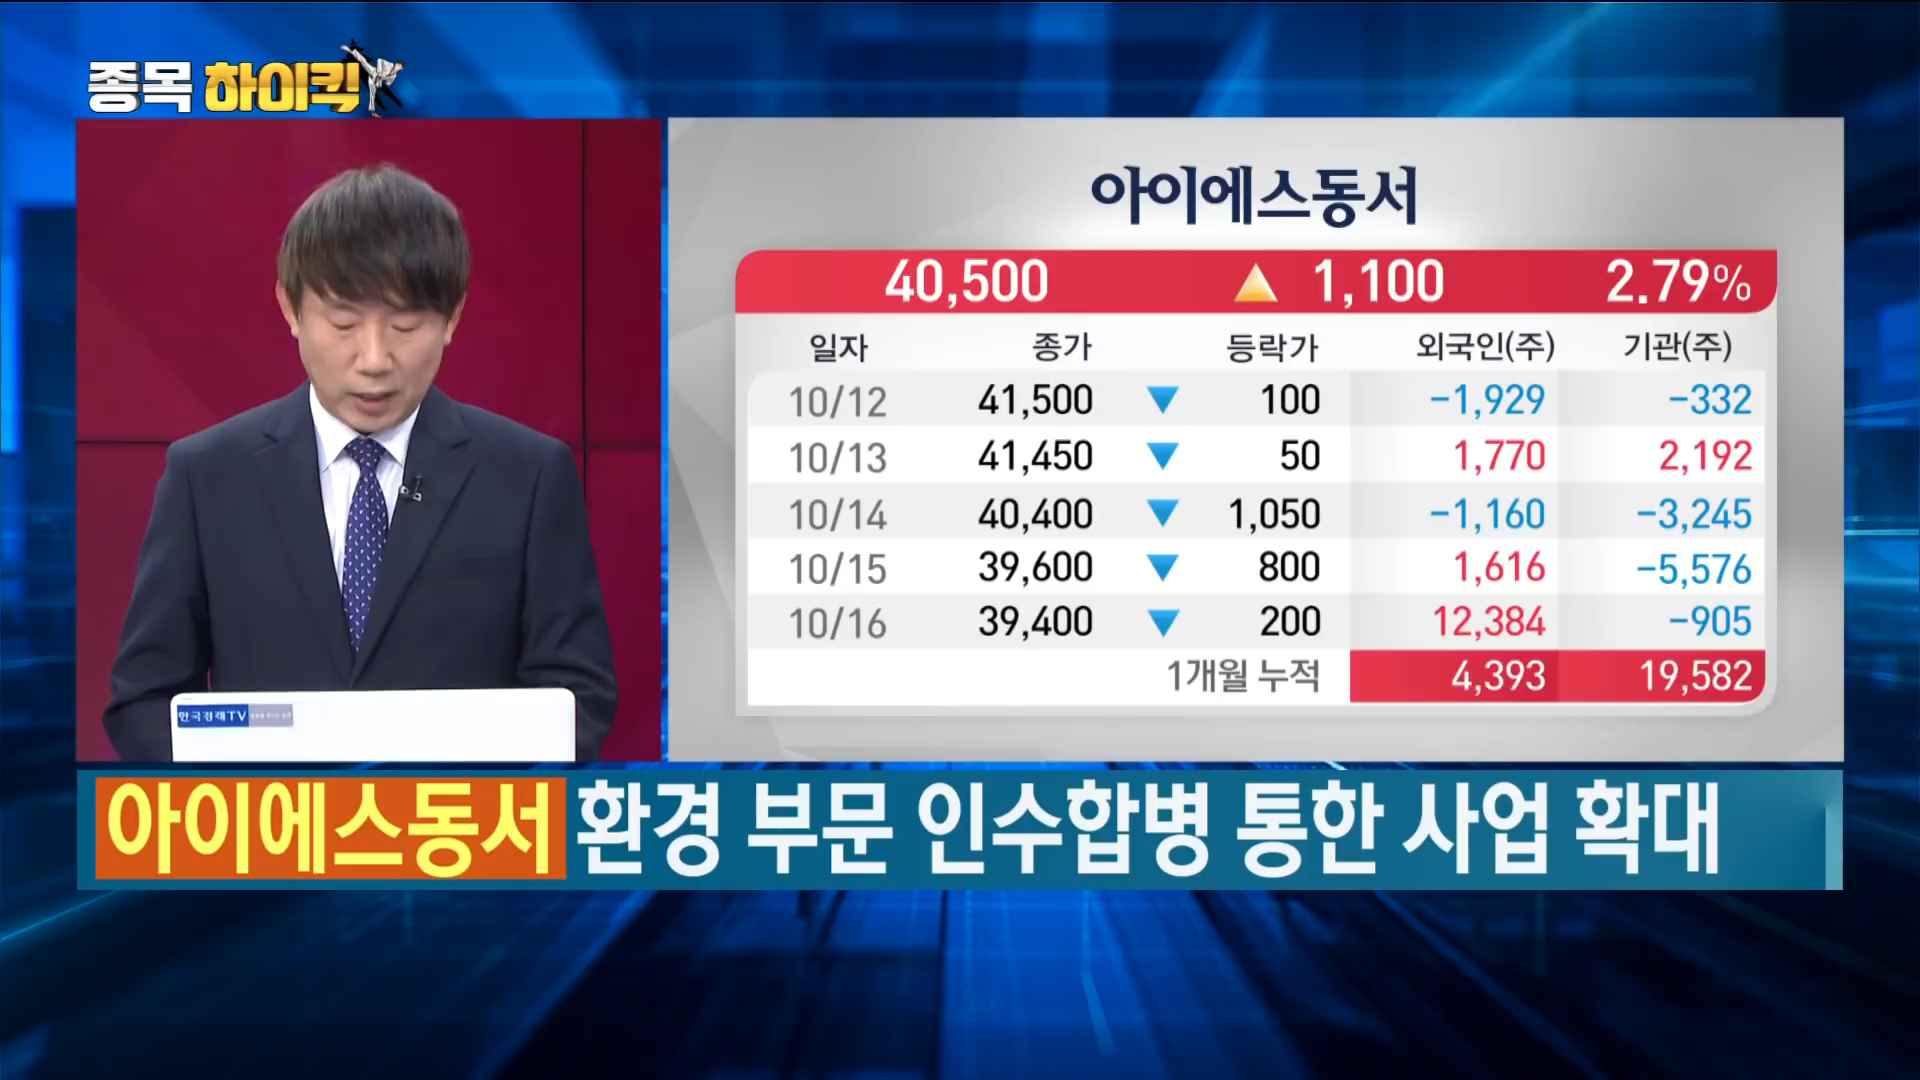 종목 하이킥
아이에스동서
40,500 ▲ 1,100 2.79%
일자 종가 등락가 외국인(주) 기관(주)
10/12 41,500 ▼ 100 -1,929 -332
10/13 41,450 ▼ 50 1,770 2,192
10/14 40,400 ▼ 1,050 -1,160 -3,245
10/15 39,600 ▼ 800 1,616 -5,576
10/16 39,400 ▼ 200 12,384 -905
1개월 누적 4,393 19,582
한국경제TV
아이에스동서 환경 부문 인수합병 통한 사업 확대